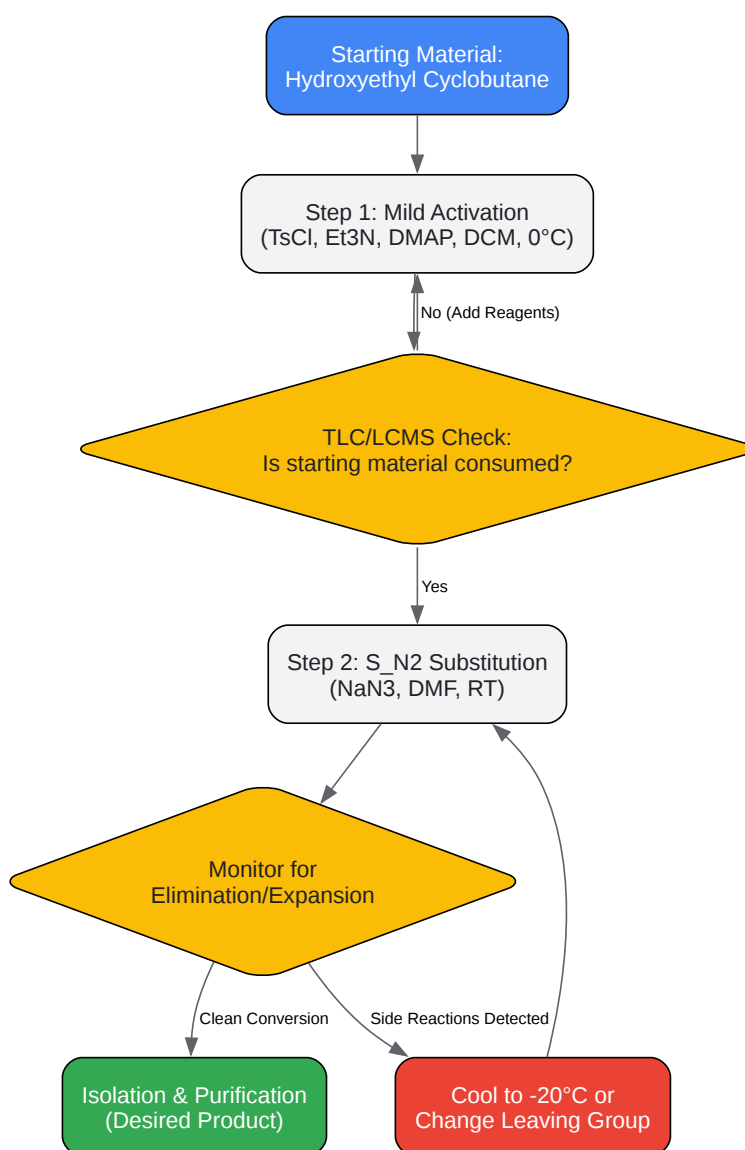 Starting Material:
Hydroxyethyl Cyclobutane
Step 1: Mild Activation
(TsCl, Et3N, DMAP, DCM, 0°C)
No (Add Reagents)
TLC/LCMS Check:
Is starting material consumed?
Yes
Step 2: S_N2 Substitution
(NaN3, DMF, RT)
Monitor for
Elimination/Expansion
Clean Conversion
Side Reactions Detected
Isolation & Purification
(Desired Product)
Cool to -20°C or
Change Leaving Group